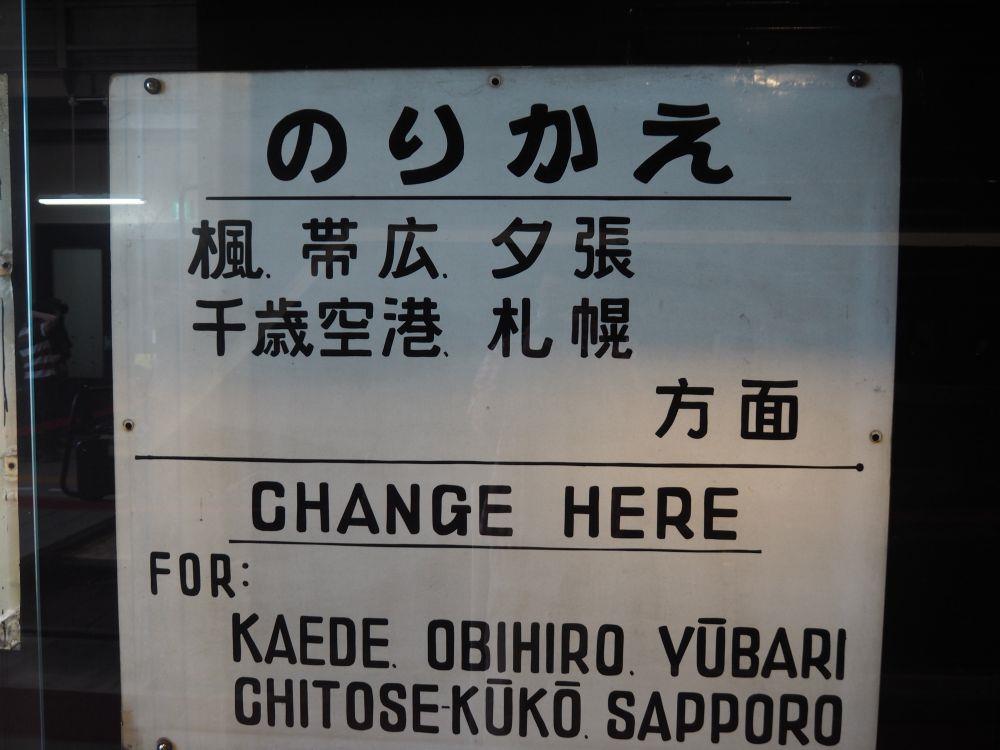 のりかえ
楓.帯広.夕張
千歳空港.札幌
方面
CHANGE HERE
FOR:
KAEDE. OBIHIRO. YŪBARI
CHITOSE-KŪKŌ. SAPPORO